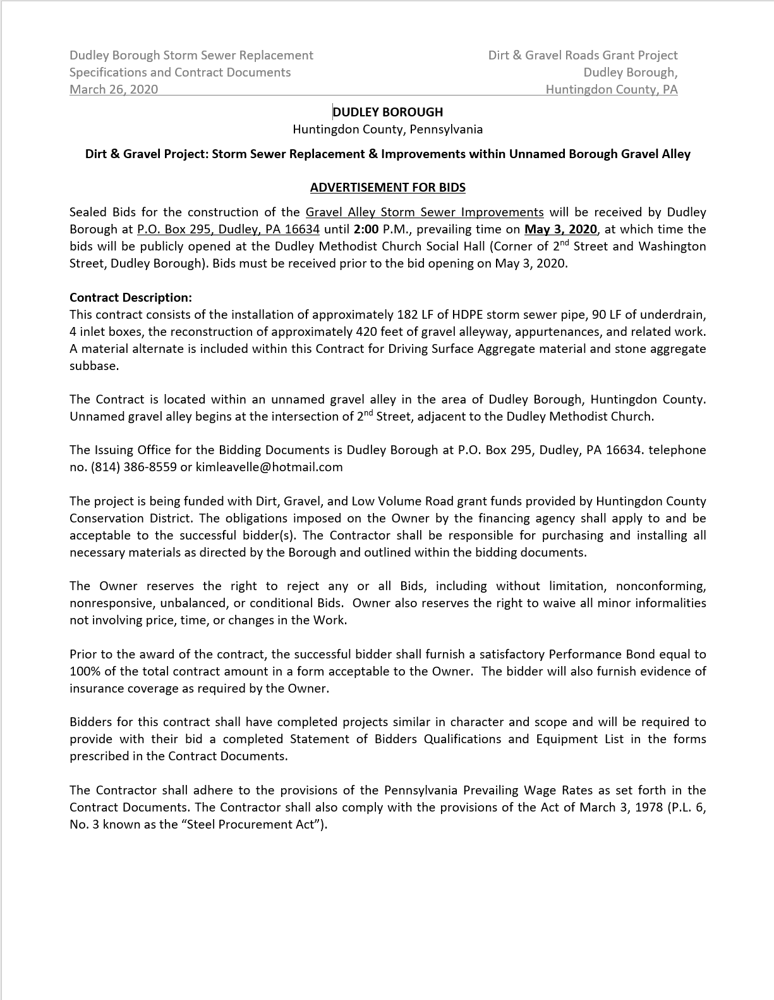 Dudley Borough Storm Sewer Replacement
Specifications and Contract Documents
March 26, 2020
Dirt & Gravel Roads Grant Project
Dudley Borough,
Huntingdon County, PA
DUDLEY BOROUGH
Huntingdon County, Pennsylvania
Dirt & Gravel Project: Storm Sewer Replacement & Improvements within Unnamed Borough Gravel Alley
ADVERTISEMENT FOR BIDS
Sealed Bids for the construction of the Gravel Alley Storm Sewer Improvements will be received by Dudley
Borough at P.O. Box 295, Dudley, PA 16634 until 2:00 P.M., prevailing time on May 3, 2020, at which time the
bids will be publicly opened at the Dudley Methodist Church Social Hall (Corner of 2nd Street and Washington
Street, Dudley Borough). Bids must be received prior to the bid opening on May 3, 2020.
Contract Description:
This contract consists of the installation of approximately 182 LF of HDPE storm sewer pipe, 90 LF of underdrain,
4 inlet boxes, the reconstruction of approximately 420 feet of gravel alleyway, appurtenances, and related work.
A material alternate is included within this Contract for Driving Surface Aggregate material and stone aggregate
subbase.
The Contract is located within an unnamed gravel alley in the area of Dudley Borough, Huntingdon County.
Unnamed gravel alley begins at the intersection of 2nd Street, adjacent to the Dudley Methodist Church.
The Issuing Office for the Bidding Documents is Dudley Borough at P.O. Box 295, Dudley, PA 16634. telephone
no. (814) 386-8559 or kimleavelle@hotmail.com
The project is being funded with Dirt, Gravel, and Low Volume Road grant funds provided by Huntingdon County
Conservation District. The obligations imposed on the Owner by the financing agency shall apply to and be
acceptable to the successful bidder(s). The Contractor shall be responsible for purchasing and installing all
necessary materials as directed by the Borough and outlined within the bidding documents.
The Owner reserves the right to reject any or all Bids, including without limitation, nonconforming,
nonresponsive, unbalanced, or conditional Bids.  Owner also reserves the right to waive all minor informalities
not involving price, time, or changes in the Work.
Prior to the award of the contract, the successful bidder shall furnish a satisfactory Performance Bond equal to
100% of the total contract amount in a form acceptable to the Owner.  The bidder will also furnish evidence of
insurance coverage as required by the Owner.
Bidders for this contract shall have completed projects similar in character and scope and will be required to
provide with their bid a completed Statement of Bidders Qualifications and Equipment List in the forms
prescribed in the Contract Documents.
The Contractor shall adhere to the provisions of the Pennsylvania Prevailing Wage Rates as set forth in the
Contract Documents. The Contractor shall also comply with the provisions of the Act of March 3, 1978 (P.L. 6,
No. 3 known as the “Steel Procurement Act”).